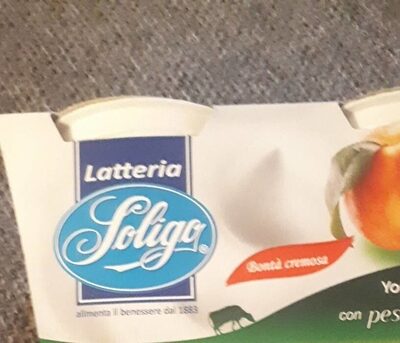 Latteria
Soligo®
alimenta il benessere dal 1883
Bontà cremosa
Yo
con pes